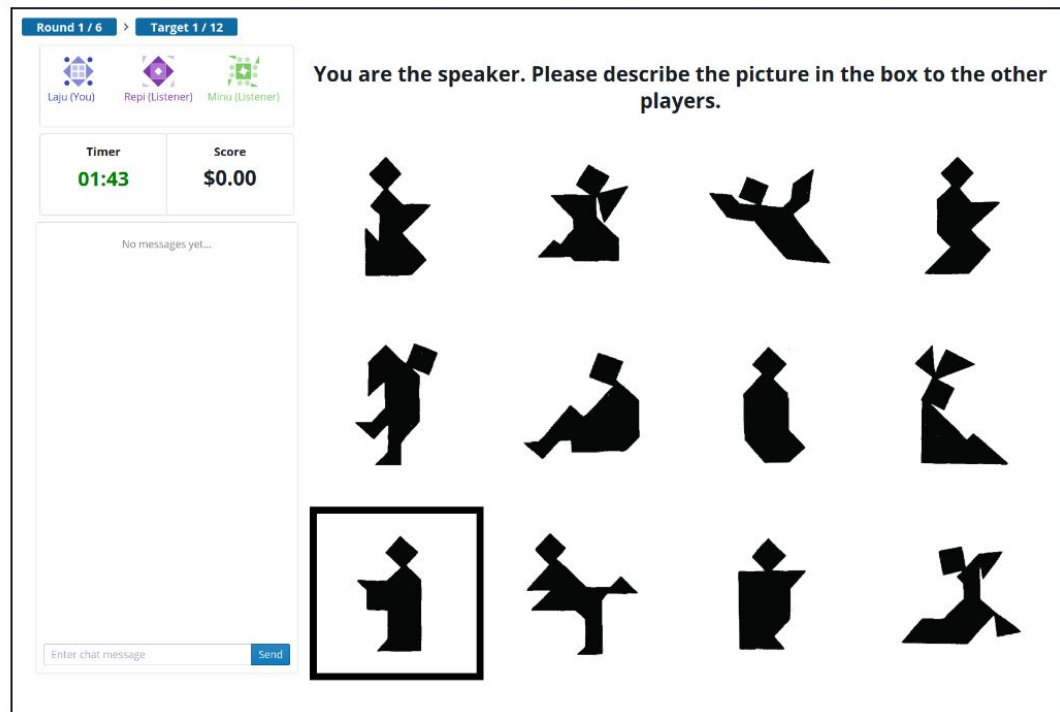 Round 1 / 6 > Target 1 / 12
Laju (You) Repi (Listener) Minu (Listener)
Timer Score
01:43 $0.00
No messages yet...
Enter chat message Send
You are the speaker. Please describe the picture in the box to the other
players.